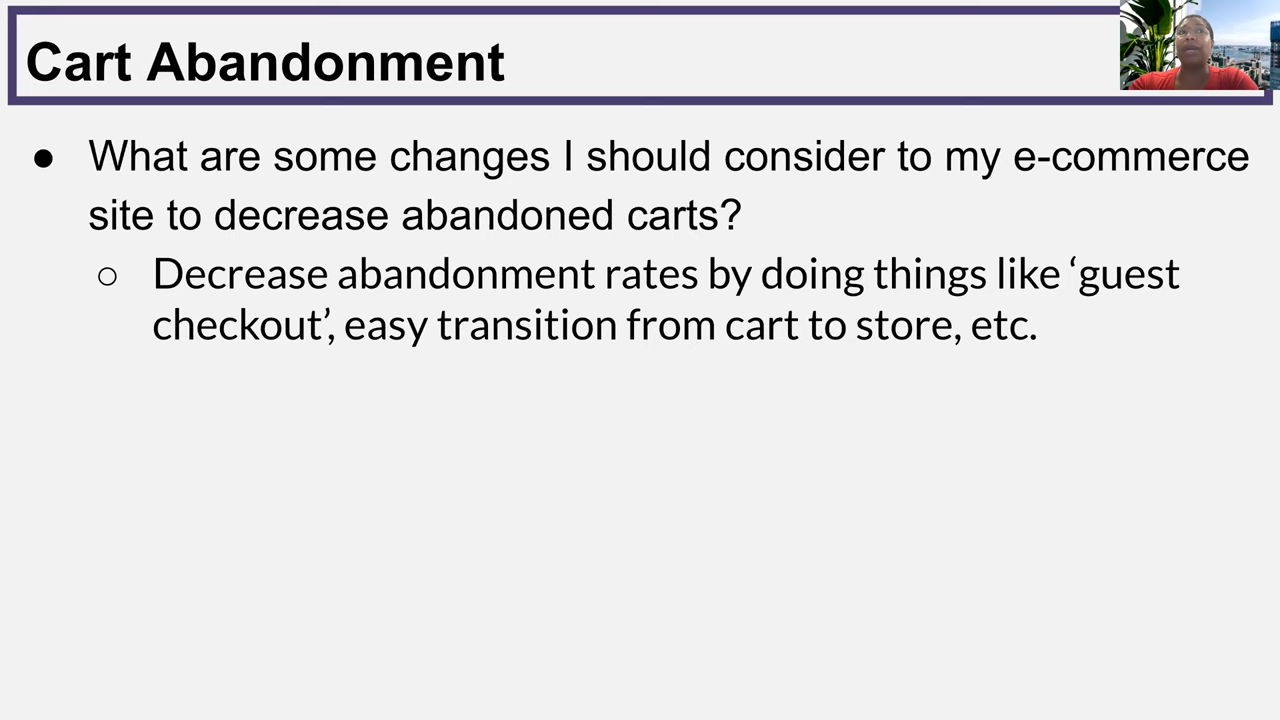 Cart Abandonment
● What are some changes I should consider to my e-commerce
site to decrease abandoned carts?
○ Decrease abandonment rates by doing things like ‘guest
checkout’, easy transition from cart to store, etc.